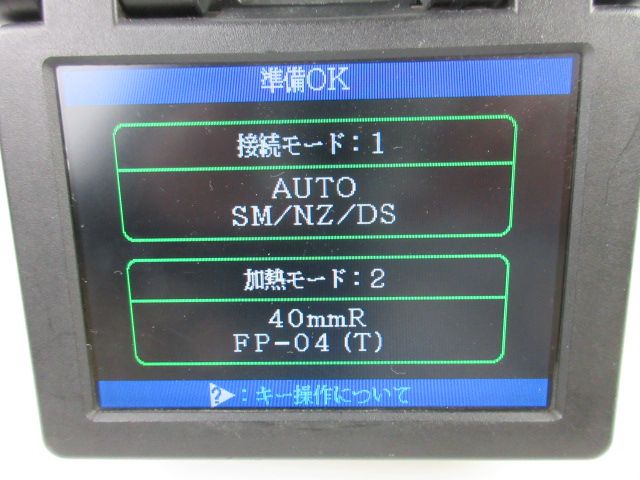 準備OK
接続モード：1
AUTO
SM/NZ/DS
加熱モード：2
40mmR
FP-04(T)
?：キー操作について